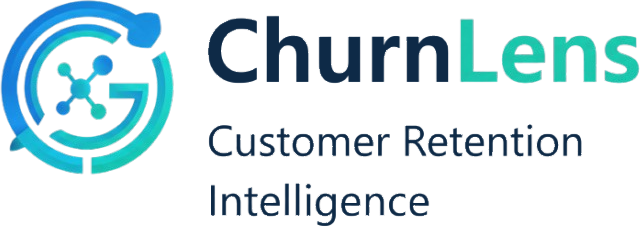 ChurnLens
Customer Retention
Intelligence